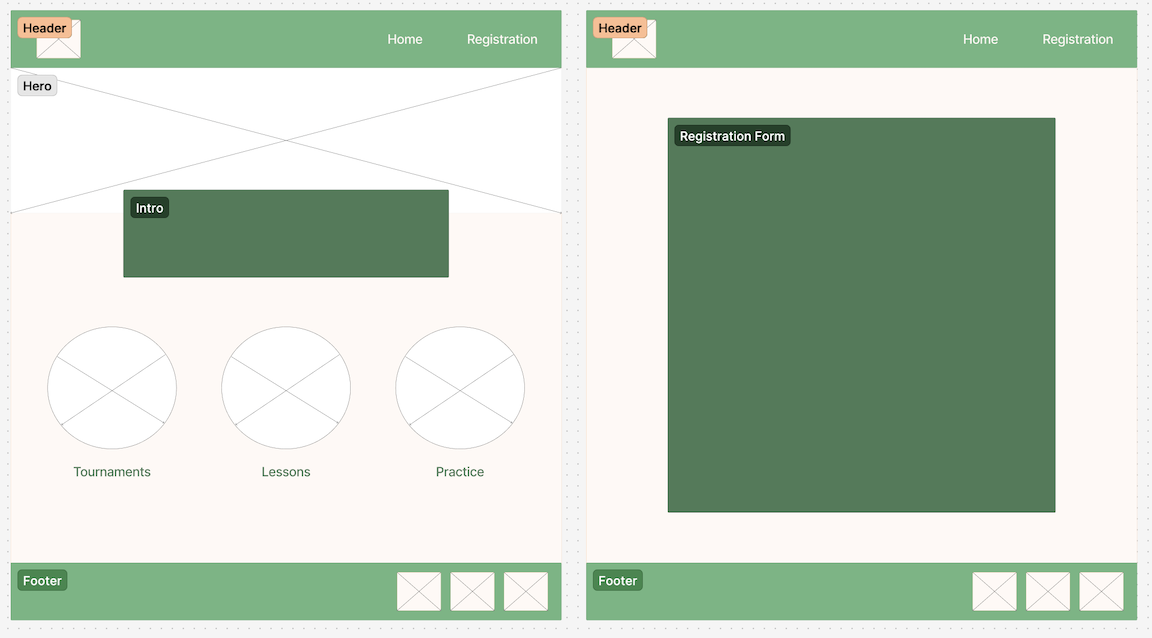 Header
Home
Registration
Hero
Intro
Tournaments
Lessons
Practice
Footer
Header
Home
Registration
Registration Form
Footer